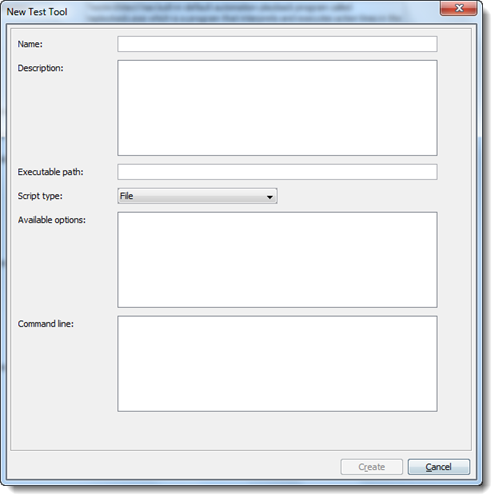 New Test Tool
Name:
Description:
Executable path:
Script type:
File
Available options:
Command line:
Create
Cancel